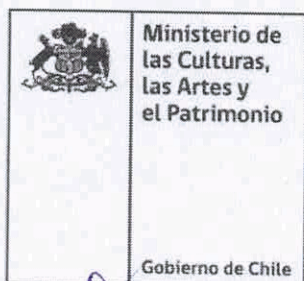 Ministerio de
las Culturas,
las Artes y
el Patrimonio
Gobierno de Chile